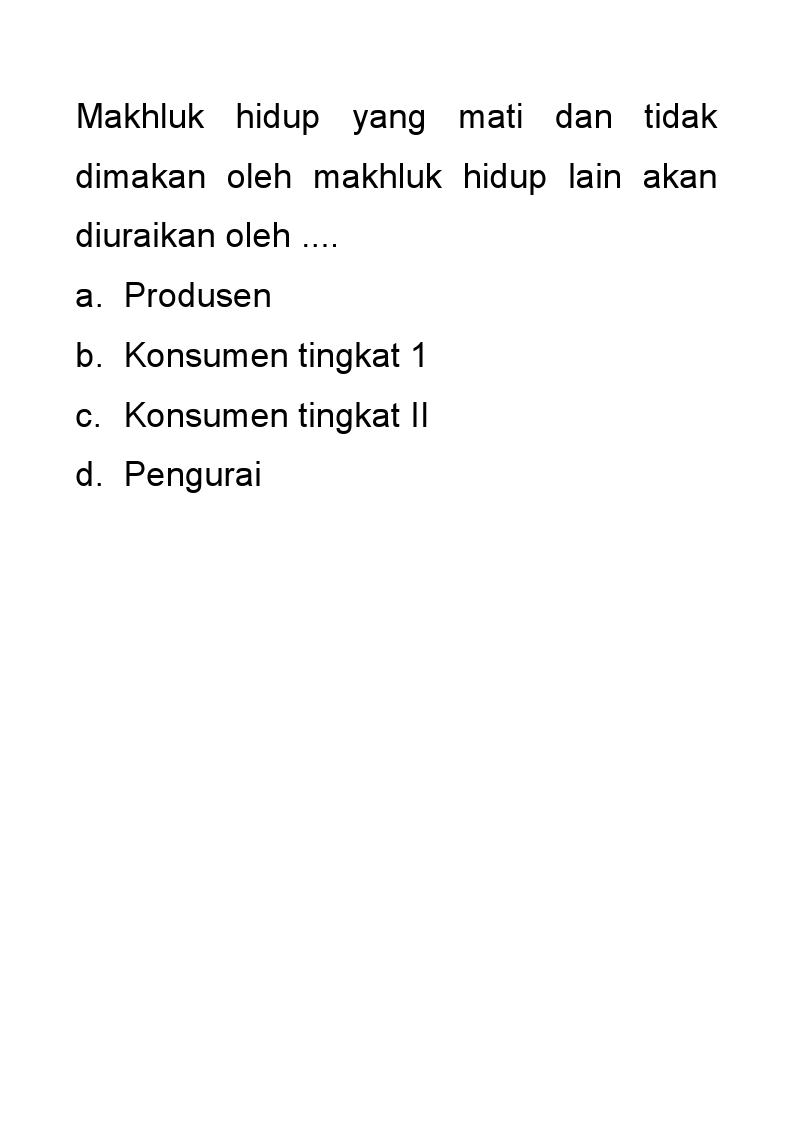 Makhluk hidup yang mati dan tidak
dimakan oleh makhluk hidup lain akan
diuraikan oleh ....
a. Produsen
b. Konsumen tingkat 1
c. Konsumen tingkat II
d. Pengurai